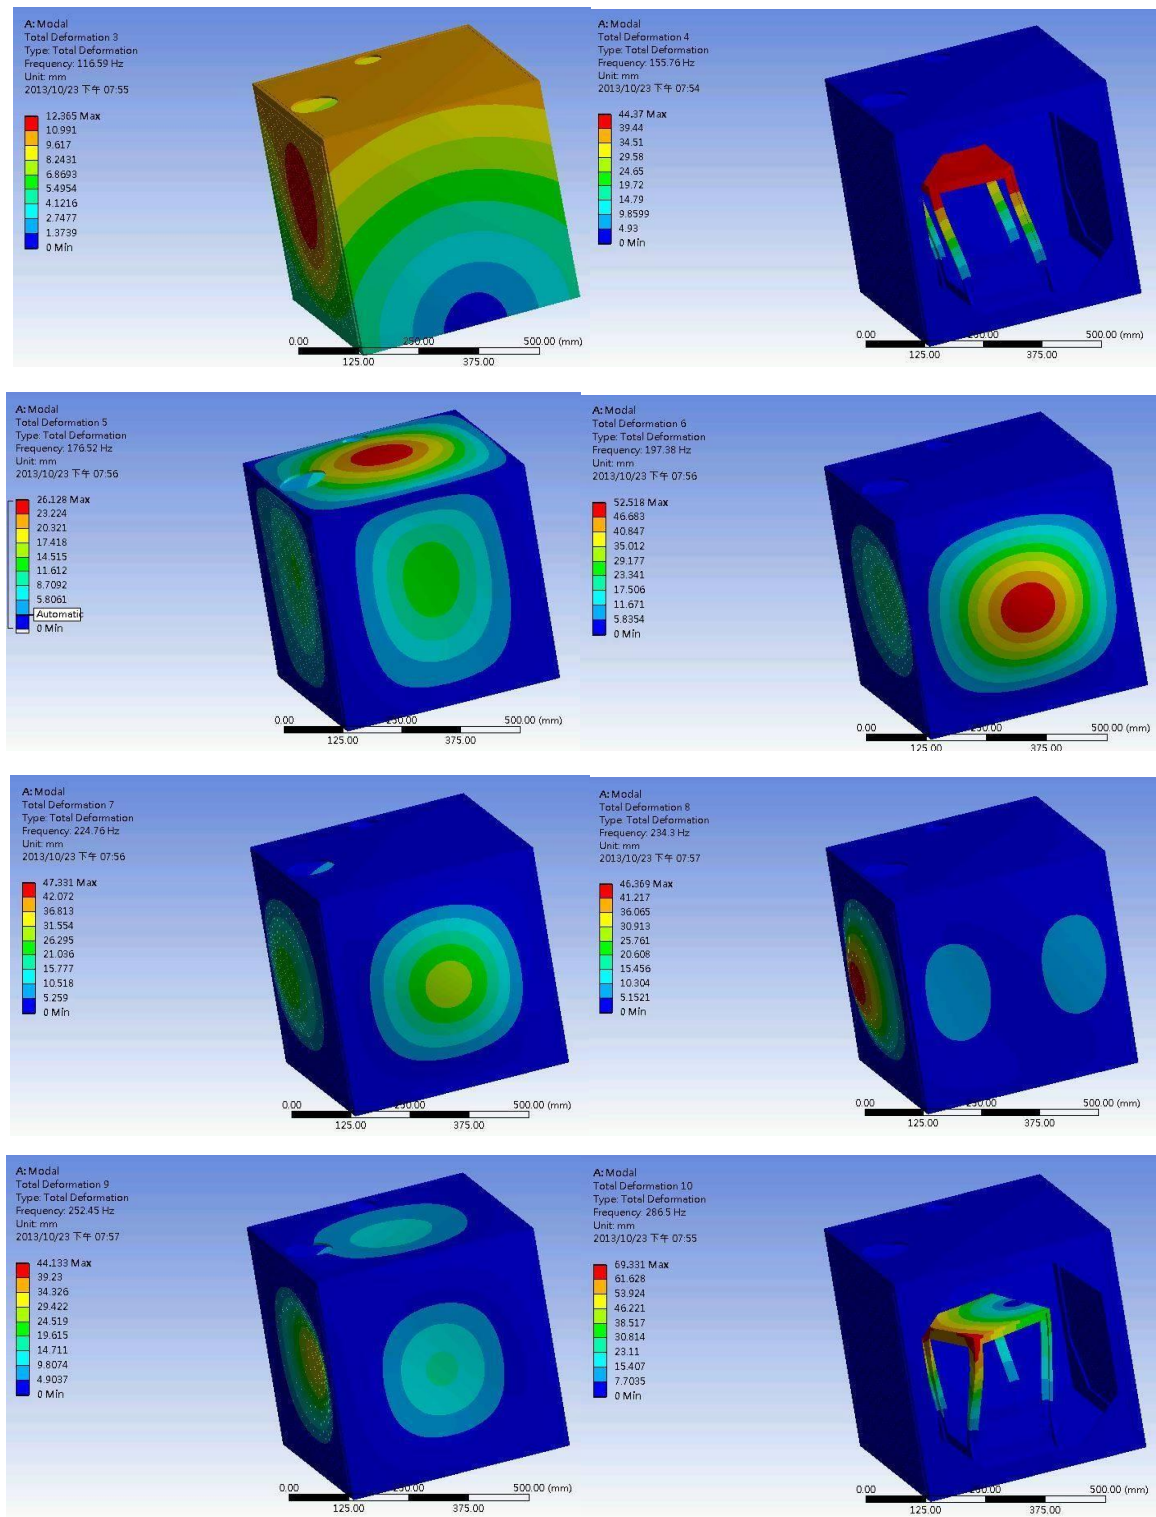 A: Modal
Total Deformation 3
Type: Total Deformation
Frequency: 116.59 Hz
Unit: mm
2013/10/23 下午 07:55
12.365 Max
10.991
9.617
8.2431
6.8693
5.4954
4.1216
2.7477
1.3739
0 Min
0.00 250.00 500.00 (mm)
125.00 375.00
A: Modal
Total Deformation 4
Type: Total Deformation
Frequency: 155.76 Hz
Unit: mm
2013/10/23 下午 07:54
44.37 Max
39.44
34.51
29.58
24.65
19.72
14.79
9.8599
4.93
0 Min
0.00 250.00 500.00 (mm)
125.00 375.00
A: Modal
Total Deformation 5
Type: Total Deformation
Frequency: 176.52 Hz
Unit: mm
2013/10/23 下午 07:56
26.128 Max
23.224
20.321
17.418
14.515
11.612
8.7092
5.8061
Automatic
0 Min
0.00 250.00 500.00 (mm)
125.00 375.00
A: Modal
Total Deformation 6
Type: Total Deformation
Frequency: 197.38 Hz
Unit: mm
2013/10/23 下午 07:56
52.518 Max
46.683
40.847
35.012
29.177
23.341
17.506
11.671
5.8354
0 Min
0.00 250.00 500.00 (mm)
125.00 375.00
A: Modal
Total Deformation 7
Type: Total Deformation
Frequency: 224.76 Hz
Unit: mm
2013/10/23 下午 07:56
47.331 Max
42.072
36.813
31.554
26.295
21.036
15.777
10.518
5.259
0 Min
0.00 250.00 500.00 (mm)
125.00 375.00
A: Modal
Total Deformation 8
Type: Total Deformation
Frequency: 234.3 Hz
Unit: mm
2013/10/23 下午 07:57
46.369 Max
41.217
36.065
30.913
25.761
20.608
15.456
10.304
5.1521
0 Min
0.00 250.00 500.00 (mm)
125.00 375.00
A: Modal
Total Deformation 9
Type: Total Deformation
Frequency: 252.45 Hz
Unit: mm
2013/10/23 下午 07:57
44.133 Max
39.23
34.326
29.422
24.519
19.615
14.711
9.8074
4.9037
0 Min
0.00 250.00 500.00 (mm)
125.00 375.00
A: Modal
Total Deformation 10
Type: Total Deformation
Frequency: 286.5 Hz
Unit: mm
2013/10/23 下午 07:55
69.331 Max
61.628
53.924
46.221
38.517
30.814
23.11
15.407
7.7035
0 Min
0.00 250.00 500.00 (mm)
125.00 375.00